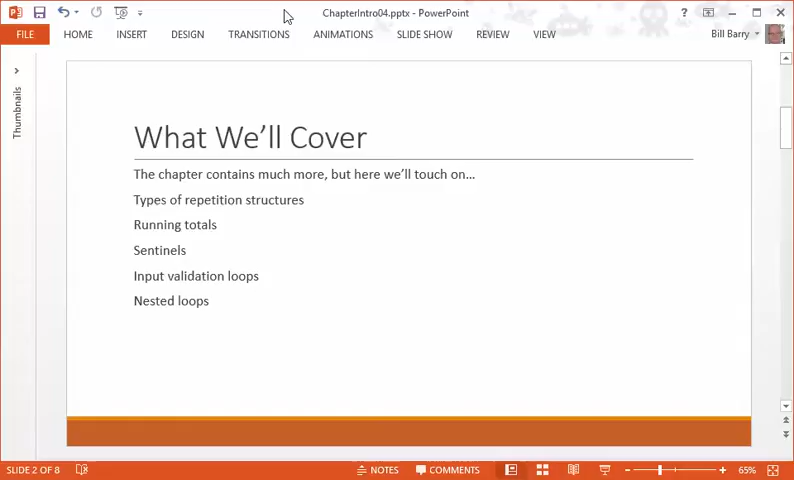 ChapterIntro04.pptx - PowerPoint
FILE HOME INSERT DESIGN TRANSITIONS ANIMATIONS SLIDE SHOW REVIEW VIEW Bill Barry
Thumbnails
What We'll Cover
The chapter contains much more, but here we'll touch on...
Types of repetition structures
Running totals
Sentinels
Input validation loops
Nested loops
SLIDE 2 OF 8 NOTES COMMENTS 65%